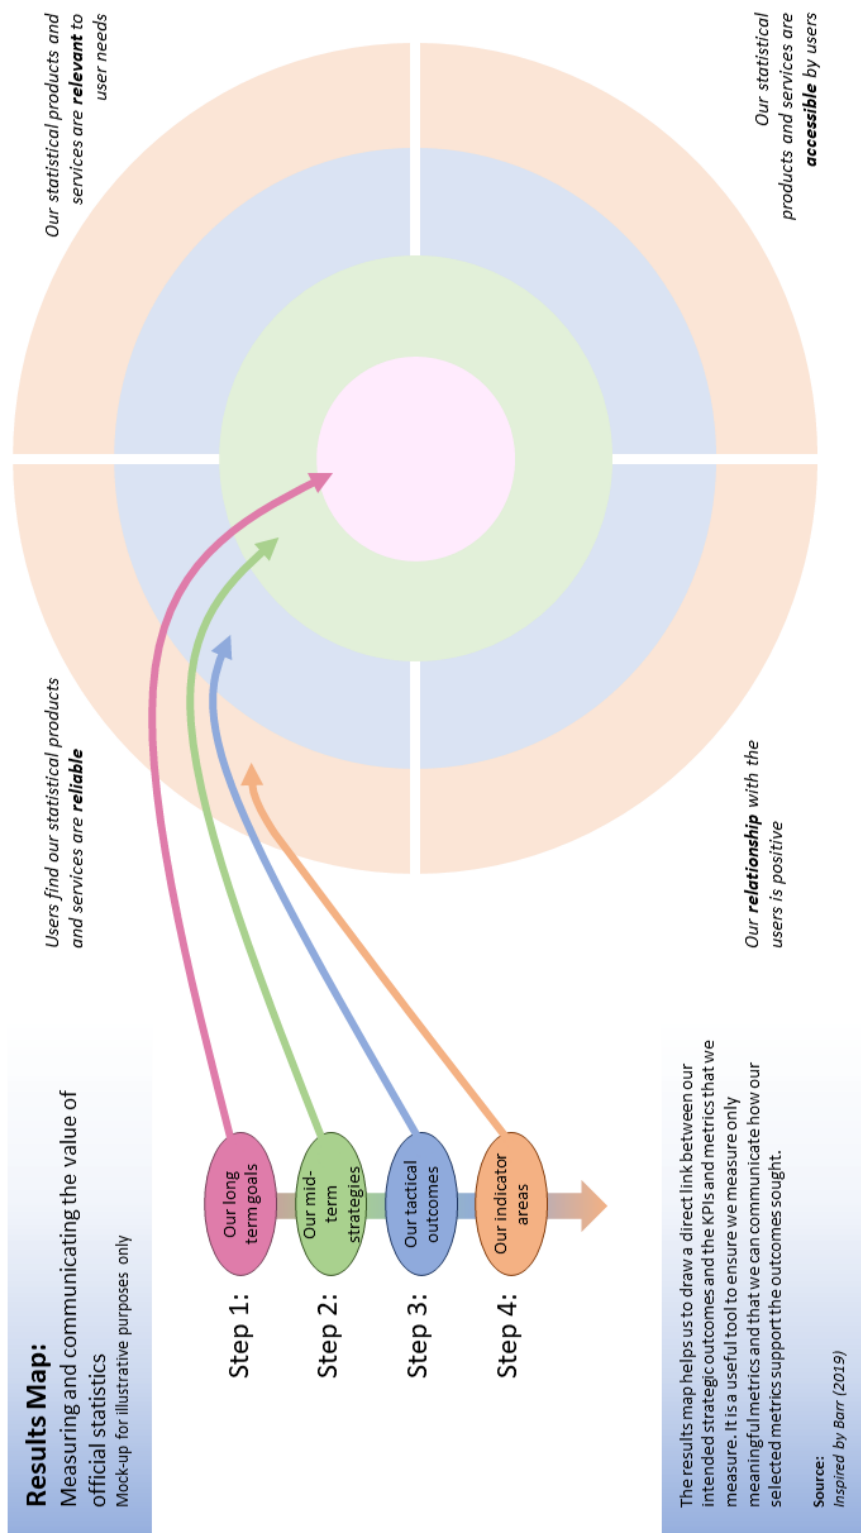 Results Map:
Measuring and communicating the value of
official statistics
Mock-up for illustrative purposes only
Users find our statistical products
and services are reliable
Our statistical products and
services are relevant to
user needs
Step 1:
Our long
term goals
Step 2:
Our mid-
term
strategies
Step 3:
Our tactical
outcomes
Step 4:
Our indicator
areas
Our relationship with the
users is positive
Our statistical
products and services are
accessible by users
The results map helps us to draw a direct link between our
intended strategic outcomes and the KPIs and metrics that we
measure. It is a useful tool to ensure we measure only
meaningful metrics and that we can communicate how our
selected metrics support the outcomes sought.
Source:
Inspired by Barr (2019)